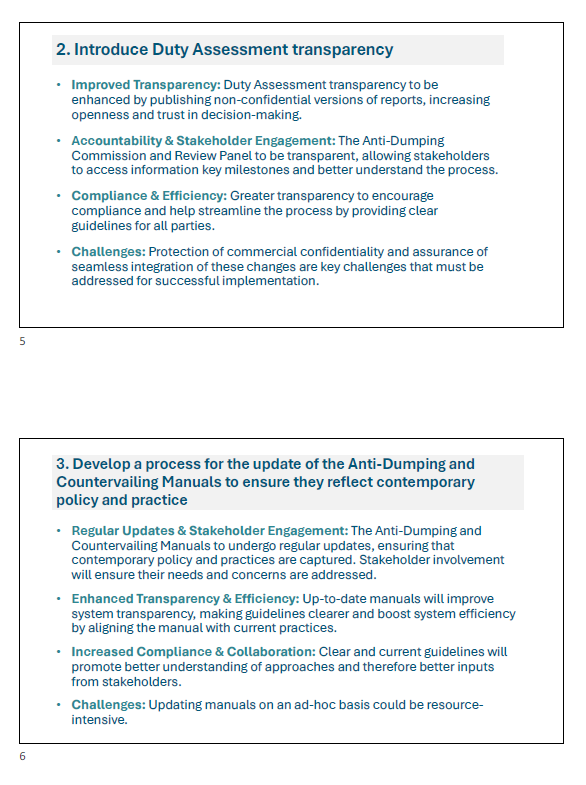 2. Introduce Duty Assessment transparency
• Improved Transparency: Duty Assessment transparency to be
enhanced by publishing non-confidential versions of reports, increasing
openness and trust in decision-making.
• Accountability & Stakeholder Engagement: The Anti-Dumping
Commission and Review Panel to be transparent, allowing stakeholders
to access information key milestones and better understand the process.
• Compliance & Efficiency: Greater transparency to encourage
compliance and help streamline the process by providing clear
guidelines for all parties.
• Challenges: Protection of commercial confidentiality and assurance of
seamless integration of these changes are key challenges that must be
addressed for successful implementation.
5
3. Develop a process for the update of the Anti-Dumping and
Countervailing Manuals to ensure they reflect contemporary
policy and practice
• Regular Updates & Stakeholder Engagement: The Anti-Dumping and
Countervailing Manuals to undergo regular updates, ensuring that
contemporary policy and practices are captured. Stakeholder involvement
will ensure their needs and concerns are addressed.
• Enhanced Transparency & Efficiency: Up-to-date manuals will improve
system transparency, making guidelines clearer and boost system efficiency
by aligning the manual with current practices.
• Increased Compliance & Collaboration: Clear and current guidelines will
promote better understanding of approaches and therefore better inputs
from stakeholders.
• Challenges: Updating manuals on an ad-hoc basis could be resource-
intensive.
6